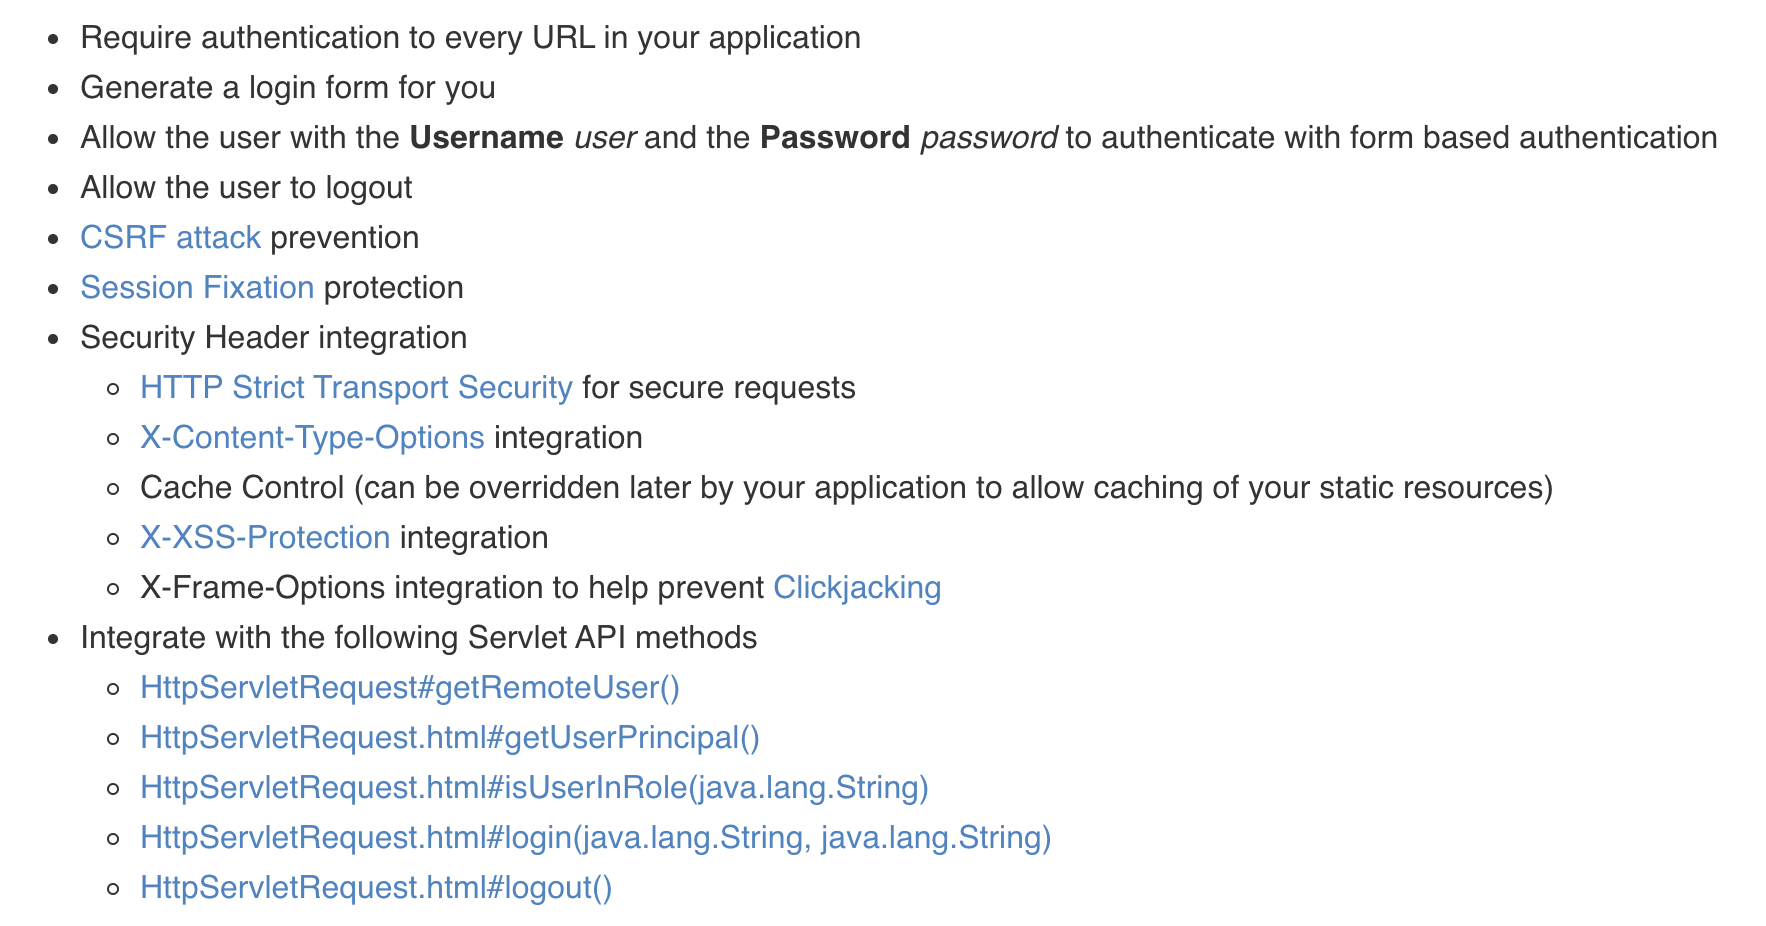 Require authentication to every URL in your application
Generate a login form for you
Allow the user with the Username user and the Password password to authenticate with form based authentication
Allow the user to logout
CSRF attack prevention
Session Fixation protection
Security Header integration
HTTP Strict Transport Security for secure requests
X-Content-Type-Options integration
Cache Control (can be overridden later by your application to allow caching of your static resources)
X-XSS-Protection integration
X-Frame-Options integration to help prevent Clickjacking
Integrate with the following Servlet API methods
HttpServletRequest#getRemoteUser()
HttpServletRequest.html#getUserPrincipal()
HttpServletRequest.html#isUserInRole(java.lang.String)
HttpServletRequest.html#login(java.lang.String, java.lang.String)
HttpServletRequest.html#logout()